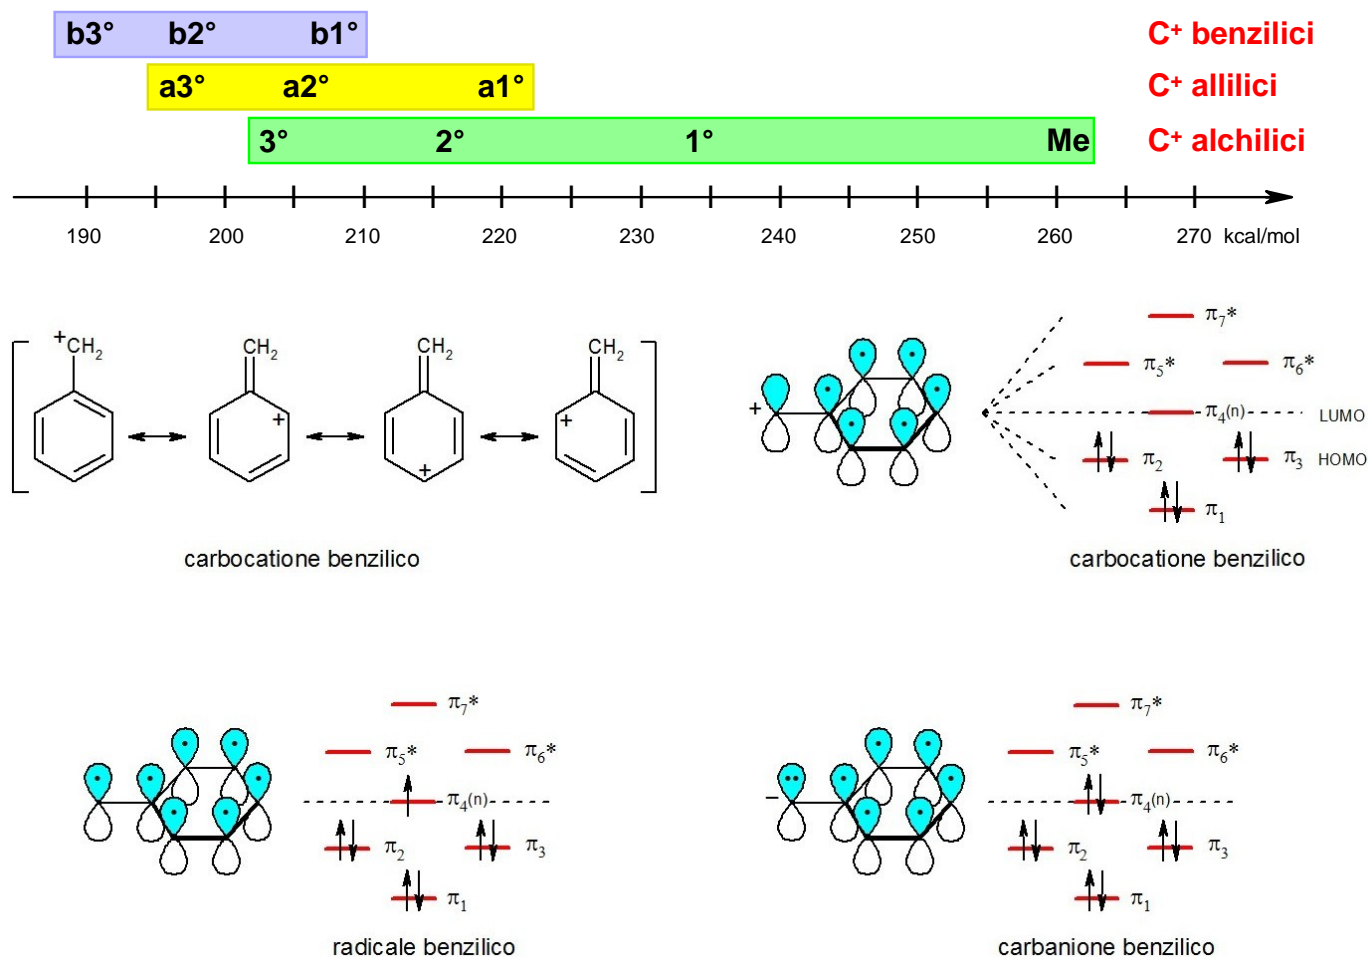 b3° b2° b1° C⁺ benzilici
a3° a2° a1° C⁺ allilici
3° 2° 1° Me C⁺ alchilici
190 200 210 220 230 240 250 260 270 kcal/mol
⁺CH₂ CH₂ CH₂ CH₂
+ + +
carbocatione benzilico
+
π₇*
π₅* π₆*
π₄(n) LUMO
π₂ π₃ HOMO
π₁
carbocatione benzilico
π₇*
π₅* π₆*
π₄(n)
π₂ π₃
π₁
radicale benzilico
−
π₇*
π₅* π₆*
π₄(n)
π₂ π₃
π₁
carbanione benzilico